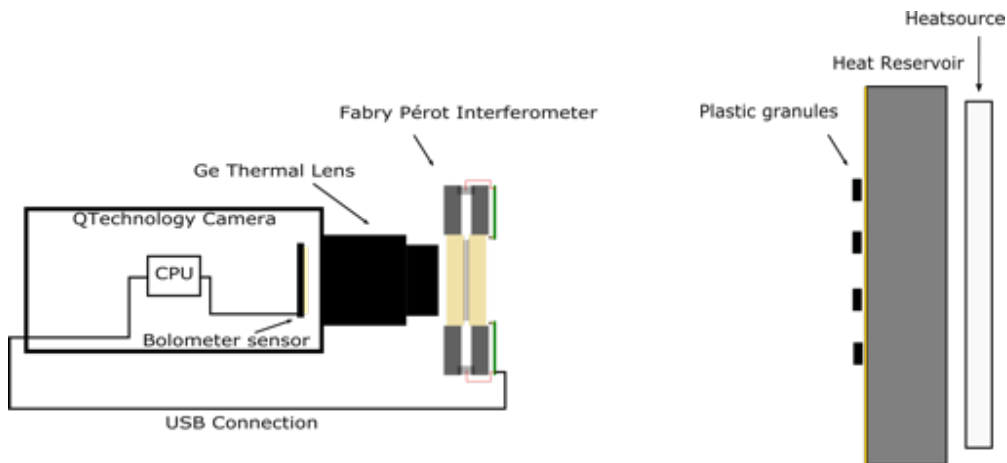 Heatsource
Heat Reservoir
Plastic granules
Fabry Pérot Interferometer
Ge Thermal Lens
QTechnology Camera
CPU
Bolometer sensor
USB Connection